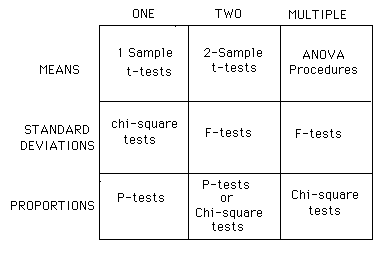 ONE TWO MULTIPLE
MEANS
1 Sample
t-tests
2-Sample
t-tests
ANOVA
Procedures
STANDARD
DEVIATIONS
chi-square
tests
F-tests
F-tests
PROPORTIONS
P-tests
P-tests
or
Chi-square
tests
Chi-square
tests